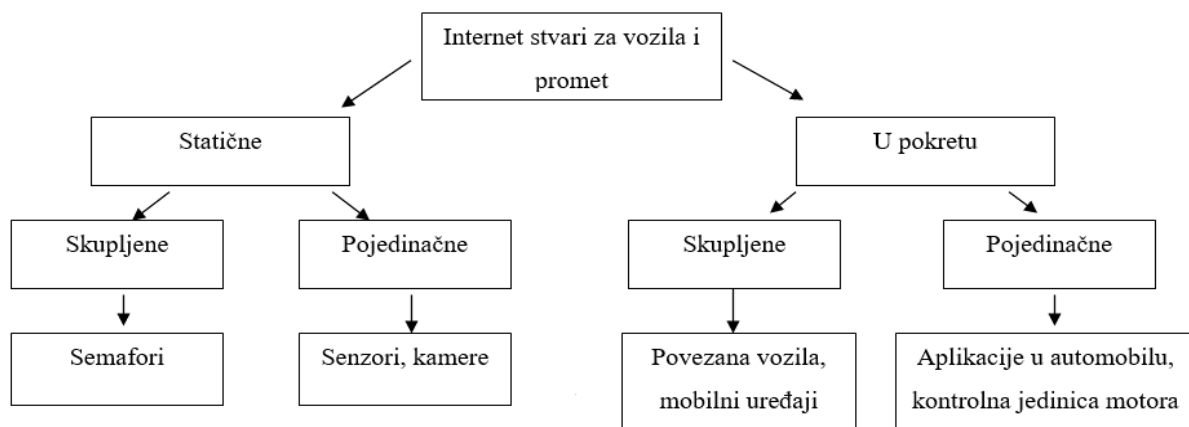 Internet stvari za vozila i
promet
Statične
U pokretu
Skupljene
Pojedinačne
Skupljene
Pojedinačne
Semafori
Senzori, kamere
Povezana vozila,
mobilni uređaji
Aplikacije u automobilu,
kontrolna jedinica motora